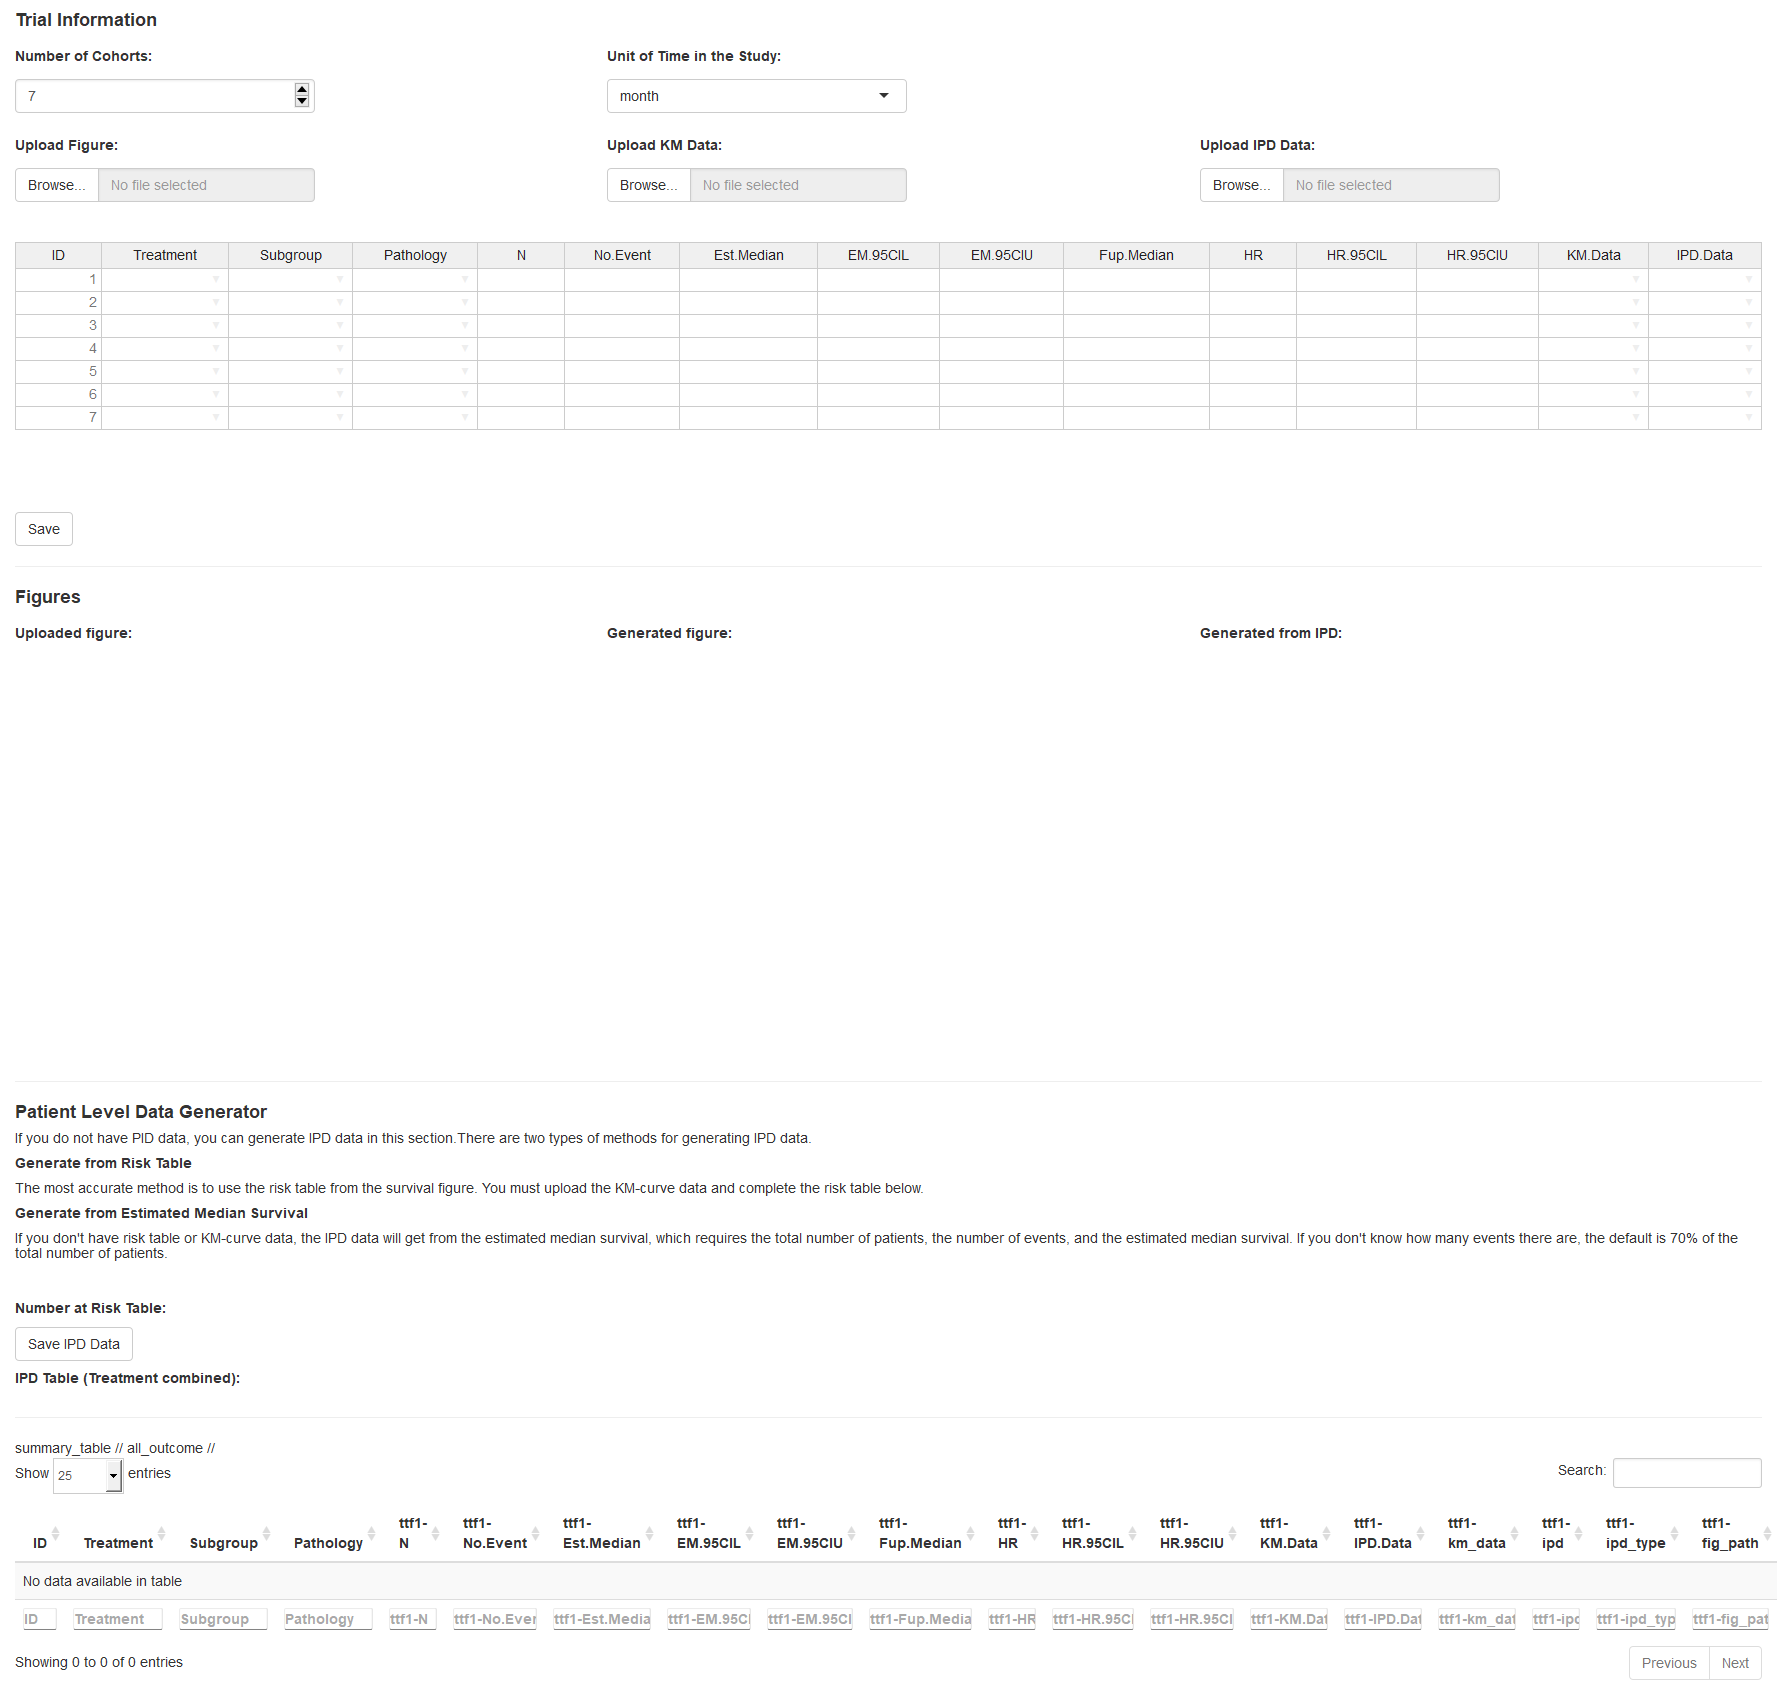 Trial Information
Number of Cohorts:
Unit of Time in the Study:
7
month
Upload Figure:
Upload KM Data:
Upload IPD Data:
Browse... No file selected
Browse... No file selected
Browse... No file selected
ID Treatment Subgroup Pathology N No.Event Est.Median EM.95CIL EM.95CIU Fup.Median HR HR.95CIL HR.95CIU KM.Data IPD.Data
1
2
3
4
5
6
7
Save
Figures
Uploaded figure:
Generated figure:
Generated from IPD:
Patient Level Data Generator
If you do not have PID data, you can generate IPD data in this section.There are two types of methods for generating IPD data.
Generate from Risk Table
The most accurate method is to use the risk table from the survival figure. You must upload the KM-curve data and complete the risk table below.
Generate from Estimated Median Survival
If you don't have risk table or KM-curve data, the IPD data will get from the estimated median survival, which requires the total number of patients, the number of events, and the estimated median survival. If you don't know how many events there are, the default is 70% of the
total number of patients.
Number at Risk Table:
Save IPD Data
IPD Table (Treatment combined):
summary_table // all_outcome //
Show 25 entries
Search:
ID Treatment Subgroup Pathology ttf1-N ttf1-No.Event ttf1-Est.Median ttf1-EM.95CIL ttf1-EM.95CIU ttf1-Fup.Median ttf1-HR ttf1-HR.95CIL ttf1-HR.95CIU ttf1-KM.Data ttf1-IPD.Data ttf1-km_data ttf1-ipd ttf1-ipd_type ttf1-fig_path
No data available in table
ID Treatment Subgroup Pathology ttf1-N ttf1-No.Ever ttf1-Est.Media ttf1-EM.95CI ttf1-EM.95CI ttf1-Fup.Media ttf1-HR ttf1-HR.95CI ttf1-HR.95CI ttf1-KM.Dat ttf1-IPD.Dat ttf1-km_dat ttf1-ipd ttf1-ipd_typ ttf1-fig_pat
Showing 0 to 0 of 0 entries
Previous Next